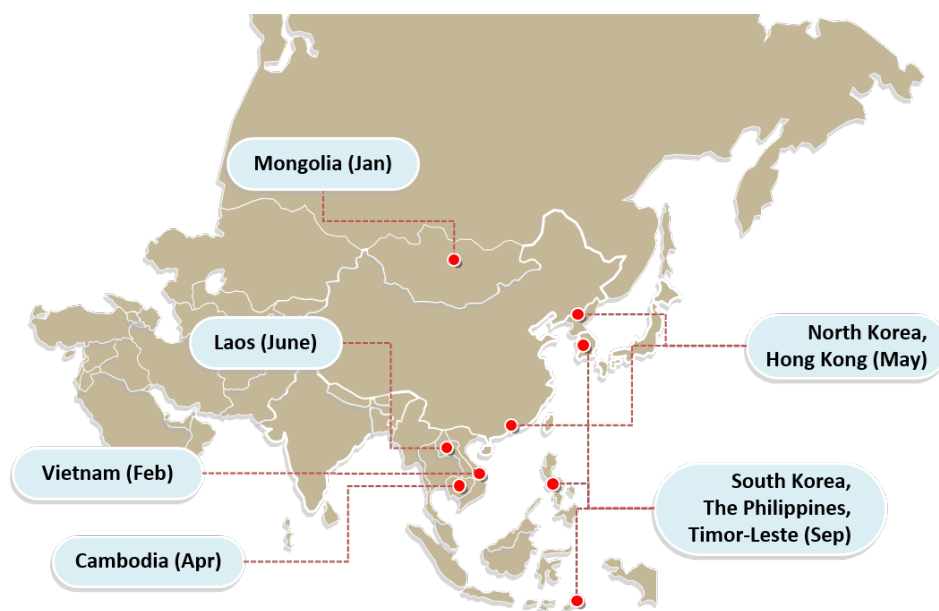 Mongolia (Jan)
Laos (June)
North Korea,
Hong Kong (May)
Vietnam (Feb)
South Korea,
The Philippines,
Timor-Leste (Sep)
Cambodia (Apr)